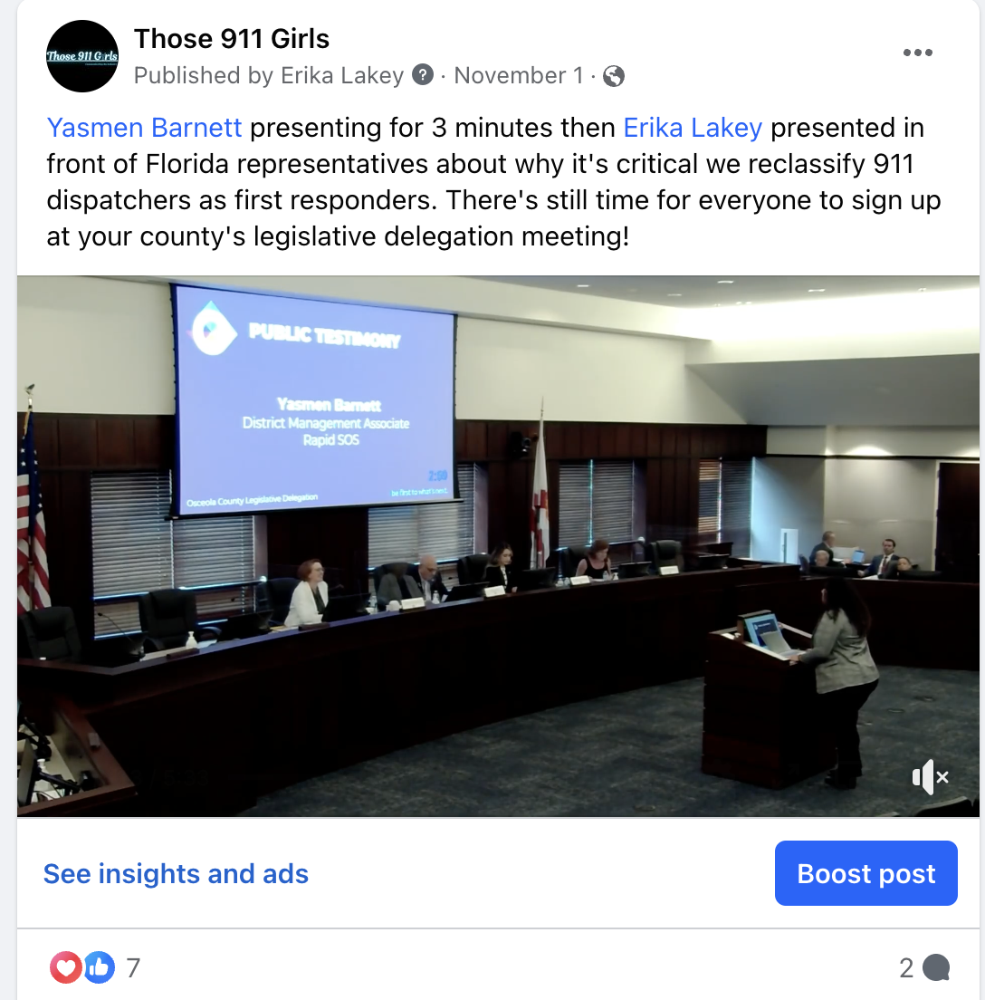 Those 911 Girls
Those 911 Girls
Published by Erika Lakey ? · November 1 ·
Yasmen Barnett presenting for 3 minutes then Erika Lakey presented in
front of Florida representatives about why it's critical we reclassify 911
dispatchers as first responders. There's still time for everyone to sign up
at your county's legislative delegation meeting!
PUBLIC TESTIMONY
Yasmen Barnett
District Management Associate
Rapid SOS
2:59
be first to what's next.
Osceola County Legislative Delegation
See insights and ads
Boost post
7
2